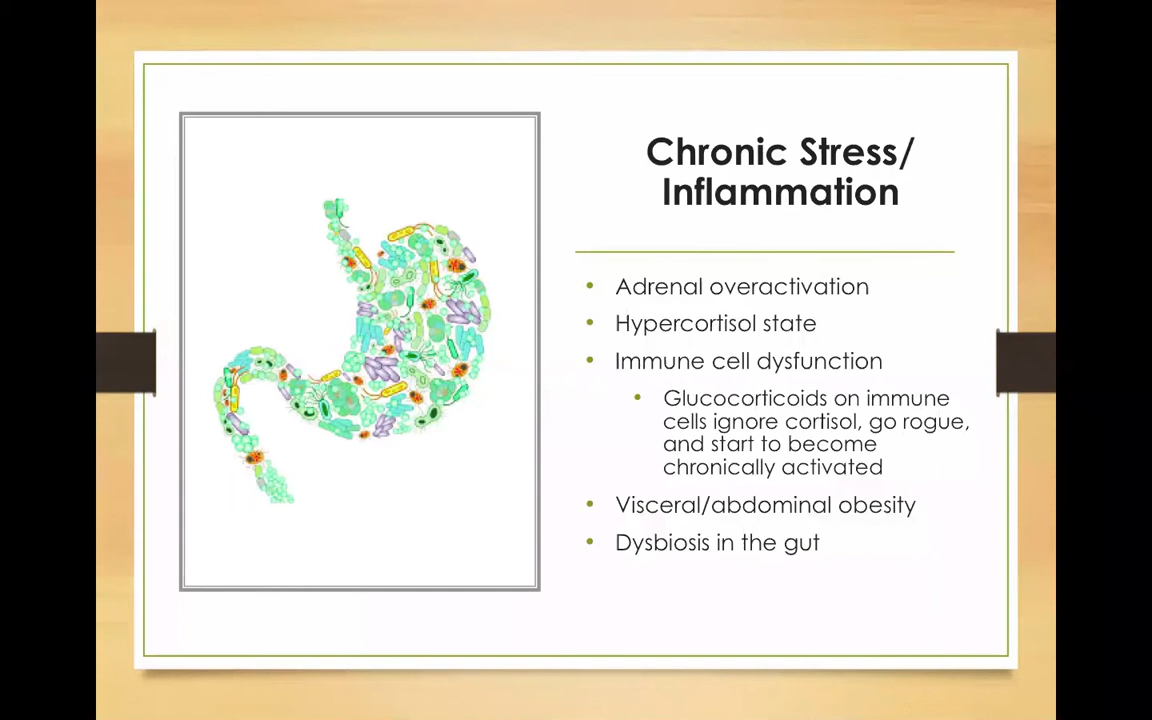 Chronic Stress/
Inflammation
• Adrenal overactivation
• Hypercortisol state
• Immune cell dysfunction
• Glucocorticoids on immune
cells ignore cortisol, go rogue,
and start to become
chronically activated
• Visceral/abdominal obesity
• Dysbiosis in the gut